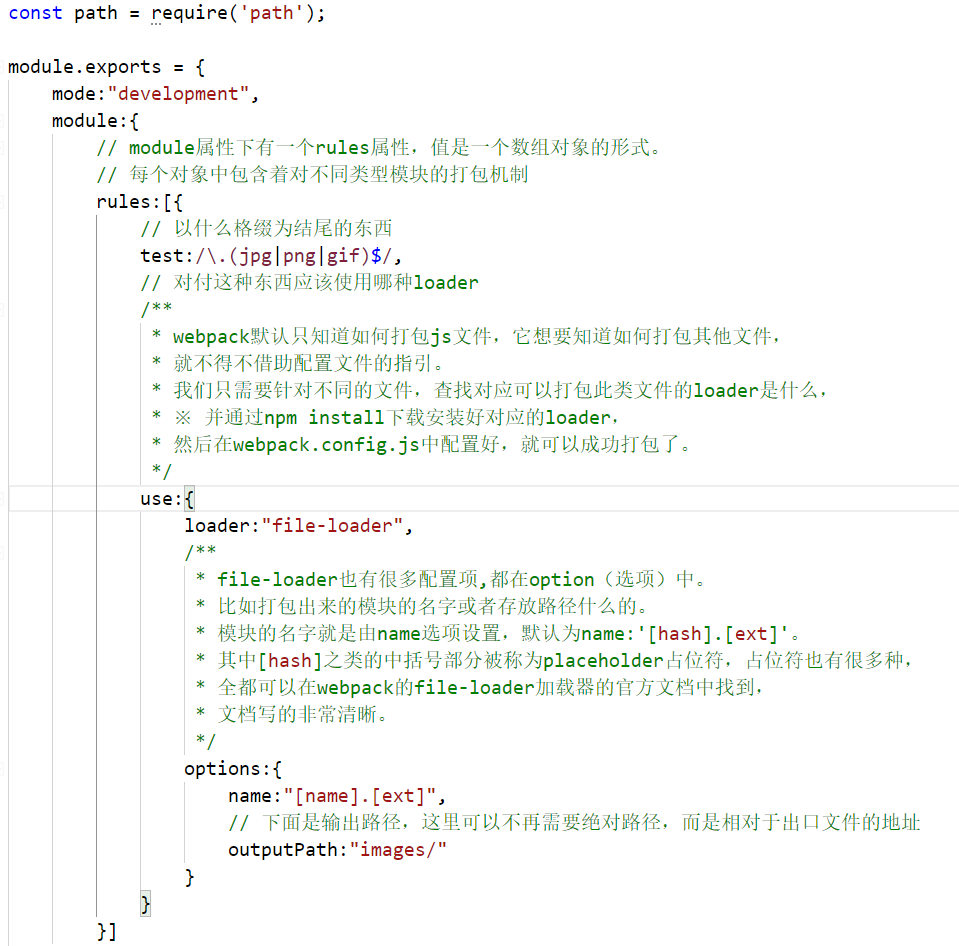 const path = require('path');

module.exports = {
    mode:"development",
    module:{
        // module属性下有一个rules属性，值是一个数组对象的形式。
        // 每个对象中包含着对不同类型模块的打包机制
        rules:[{
            // 以什么格缀为结尾的东西
            test:/\.(jpg|png|gif)$/,
            // 对付这种东西应该使用哪种loader
            /**
             * webpack默认只知道如何打包js文件，它想要知道如何打包其他文件，
             * 就不得不借助配置文件的指引。
             * 我们只需要针对不同的文件，查找对应可以打包此类文件的loader是什么，
             * ※ 并通过npm install下载安装好对应的loader，
             * 然后在webpack.config.js中配置好，就可以成功打包了。
             */
            use:{
                loader:"file-loader",
                /**
                 * file-loader也有很多配置项,都在option（选项）中。
                 * 比如打包出来的模块的名字或者存放路径什么的。
                 * 模块的名字就是由name选项设置，默认为name:'[hash].[ext]'。
                 * 其中[hash]之类的中括号部分被称为placeholder占位符，占位符也有很多种，
                 * 全都可以在webpack的file-loader加载器的官方文档中找到，
                 * 文档写的非常清晰。
                 */
                options:{
                    name:"[name].[ext]",
                    // 下面是输出路径，这里可以不再需要绝对路径，而是相对于出口文件的地址
                    outputPath:"images/"
                }
            }
        }]